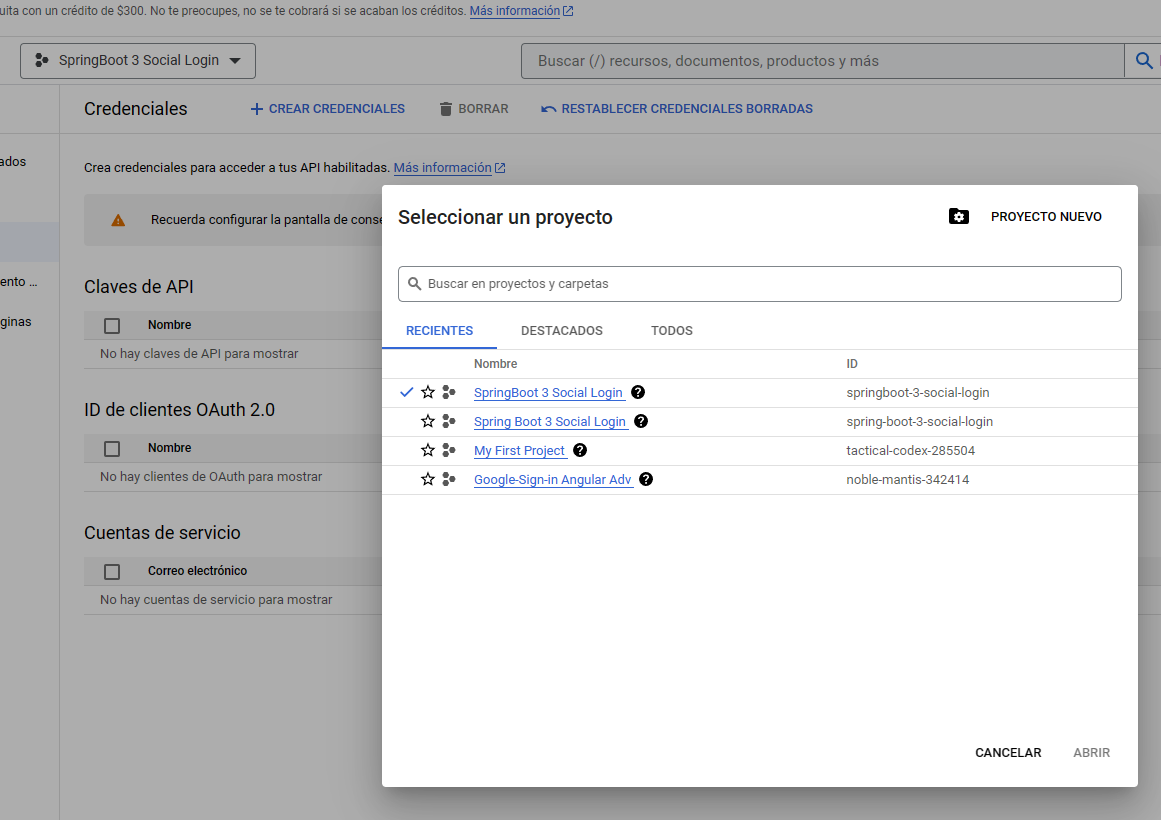 uita con un crédito de $300. No te preocupes, no se te cobrará si se acaban los créditos. Más información
SpringBoot 3 Social Login
Buscar (/) recursos, documentos, productos y más
Credenciales
CREAR CREDENCIALES
BORRAR
RESTABLECER CREDENCIALES BORRADAS
ados
ento ...
ginas
Crea credenciales para acceder a tus API habilitadas. Más información
Recuerda configurar la pantalla de conse
Claves de API
Nombre
No hay claves de API para mostrar
ID de clientes OAuth 2.0
Nombre
No hay clientes de OAuth para mostrar
Cuentas de servicio
Correo electrónico
No hay cuentas de servicio para mostrar
Seleccionar un proyecto
PROYECTO NUEVO
Buscar en proyectos y carpetas
RECIENTES DESTACADOS TODOS
Nombre ID
SpringBoot 3 Social Login springboot-3-social-login
Spring Boot 3 Social Login spring-boot-3-social-login
My First Project tactical-codex-285504
Google-Sign-in Angular Adv noble-mantis-342414
CANCELAR ABRIR